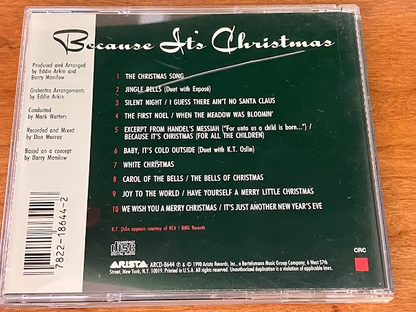 Because It's Christmas
Produced and Arranged
by Eddie Arkin and
Barry Manilow
Orchestra Arrangements
by Eddie Arkin
Conducted
by Mark Watters
Recorded and Mixed
by Don Murray
Based on a concept
by Barry Manilow
1 THE CHRISTMAS SONG
2 JINGLE BELLS (Duet with Exposé)
3 SILENT NIGHT / I GUESS THERE AIN'T NO SANTA CLAUS
4 THE FIRST NOEL / WHEN THE MEADOW WAS BLOOMIN'
5 EXCERPT FROM HANDEL'S MESSIAH ("For unto us a child is born...") /
BECAUSE IT'S CHRISTMAS (FOR ALL THE CHILDREN)
6 BABY, IT'S COLD OUTSIDE (Duet with K.T. Oslin)
7 WHITE CHRISTMAS
8 CAROL OF THE BELLS / THE BELLS OF CHRISTMAS
9 JOY TO THE WORLD / HAVE YOURSELF A MERRY LITTLE CHRISTMAS
10 WE WISH YOU A MERRY CHRISTMAS / IT'S JUST ANOTHER NEW YEAR'S EVE
K.T. Oslin appears courtesy of RCA / BMG Records
7822-18644-2
COMPACT disc DIGITAL AUDIO
CRC
ARISTA ARCD-8644 ℗ & © 1990 Arista Records, Inc., a Bertelsmann Music Group Company, 6 West 57th
Street, New York, N.Y. 10019. Printed in U.S.A. All rights reserved. Unauthorized duplication is a violation of applicable laws.